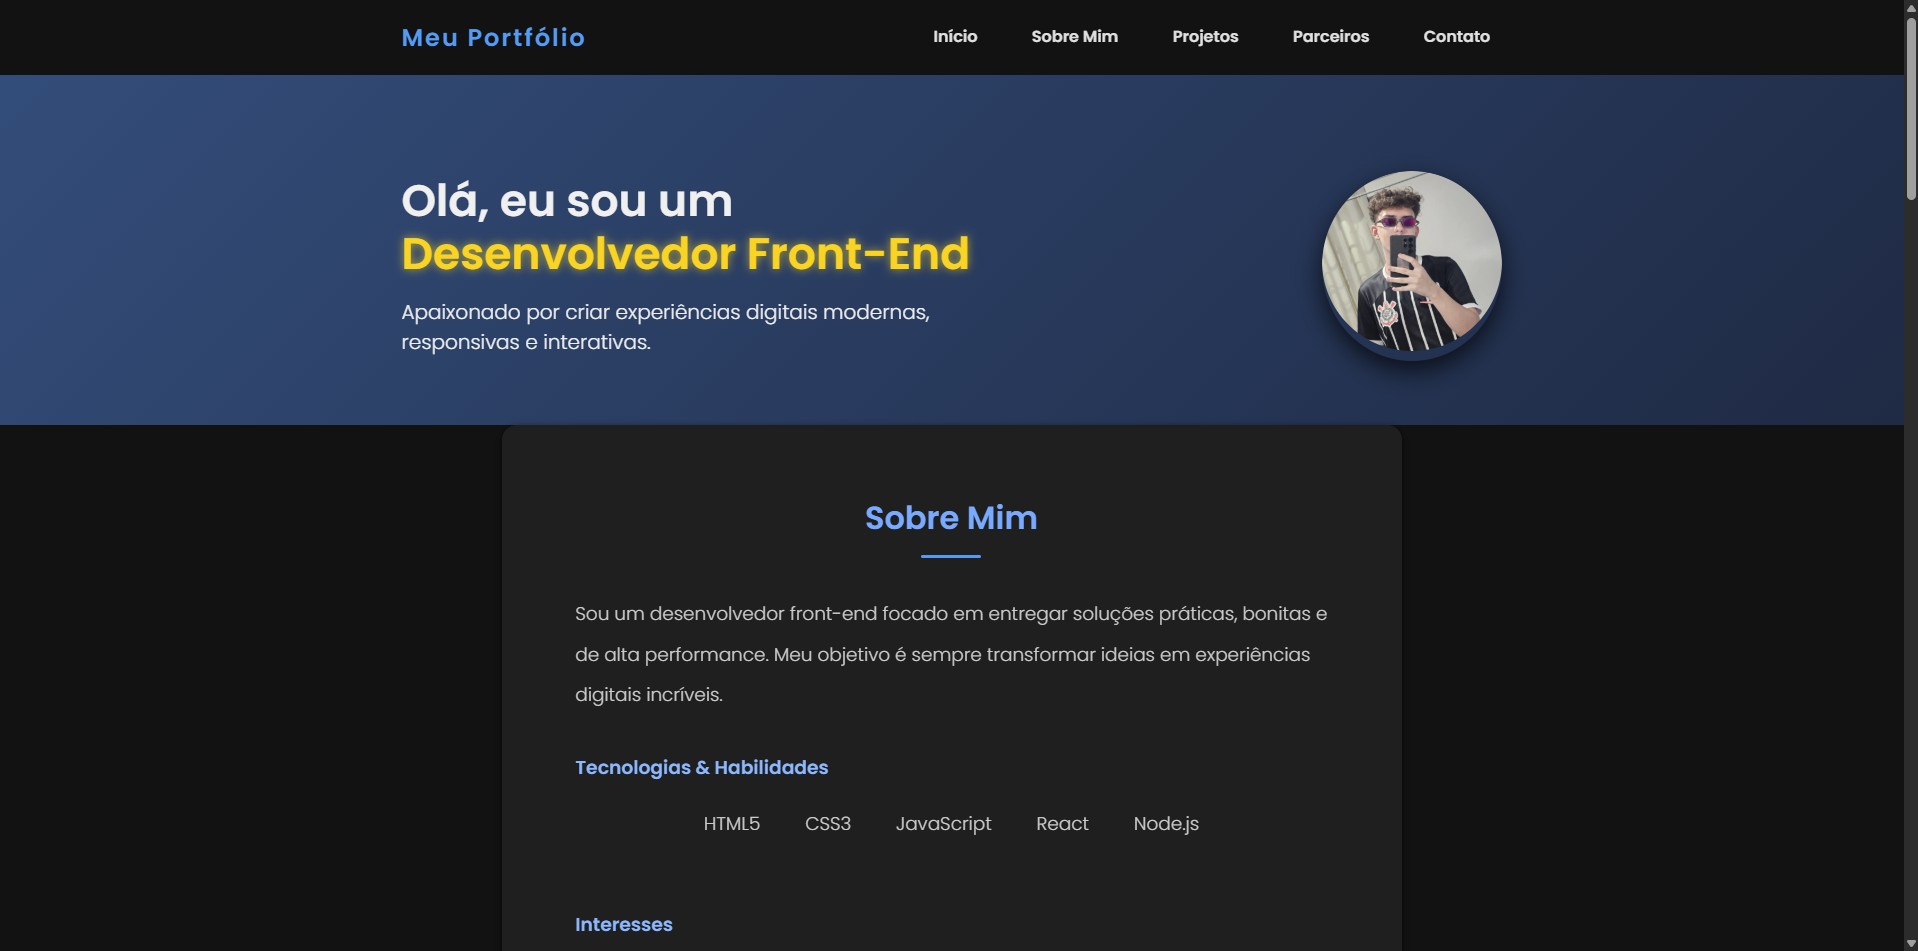 Meu Portfólio
Início
Sobre Mim
Projetos
Parceiros
Contato
Olá, eu sou um
Desenvolvedor Front-End
Apaixonado por criar experiências digitais modernas,
responsivas e interativas.
Sobre Mim
Sou um desenvolvedor front-end focado em entregar soluções práticas, bonitas e
de alta performance. Meu objetivo é sempre transformar ideias em experiências
digitais incríveis.
Tecnologias & Habilidades
HTML5
CSS3
JavaScript
React
Node.js
Interesses